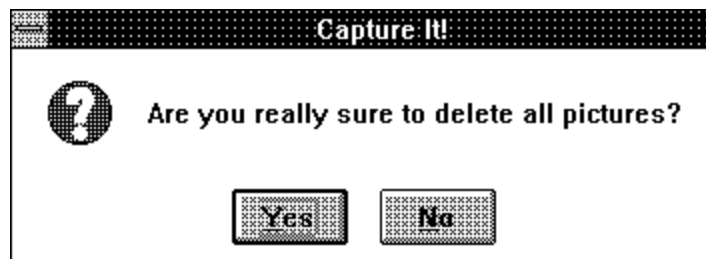 Capture It!
Are you really sure to delete all pictures?
Yes No